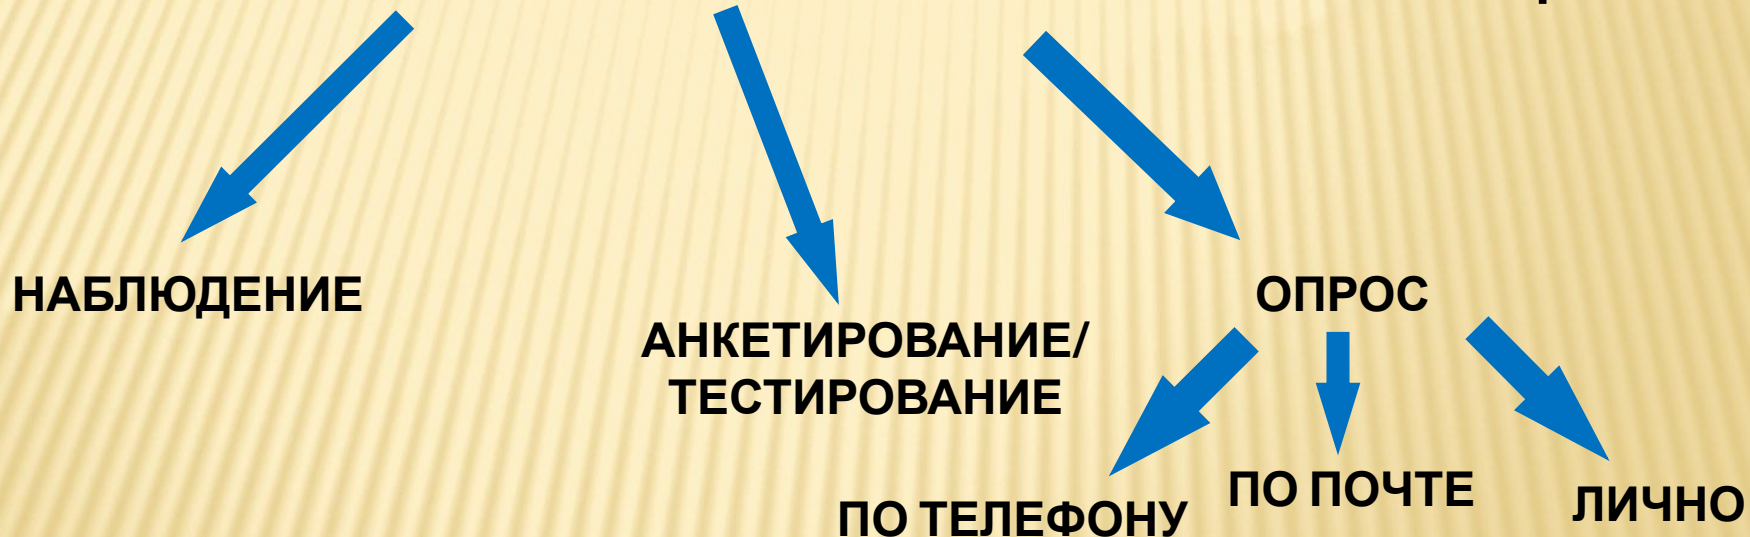 НАБЛЮДЕНИЕ
АНКЕТИРОВАНИЕ/
ТЕСТИРОВАНИЕ
ОПРОС
ПО ТЕЛЕФОНУ
ПО ПОЧТЕ
ЛИЧНО